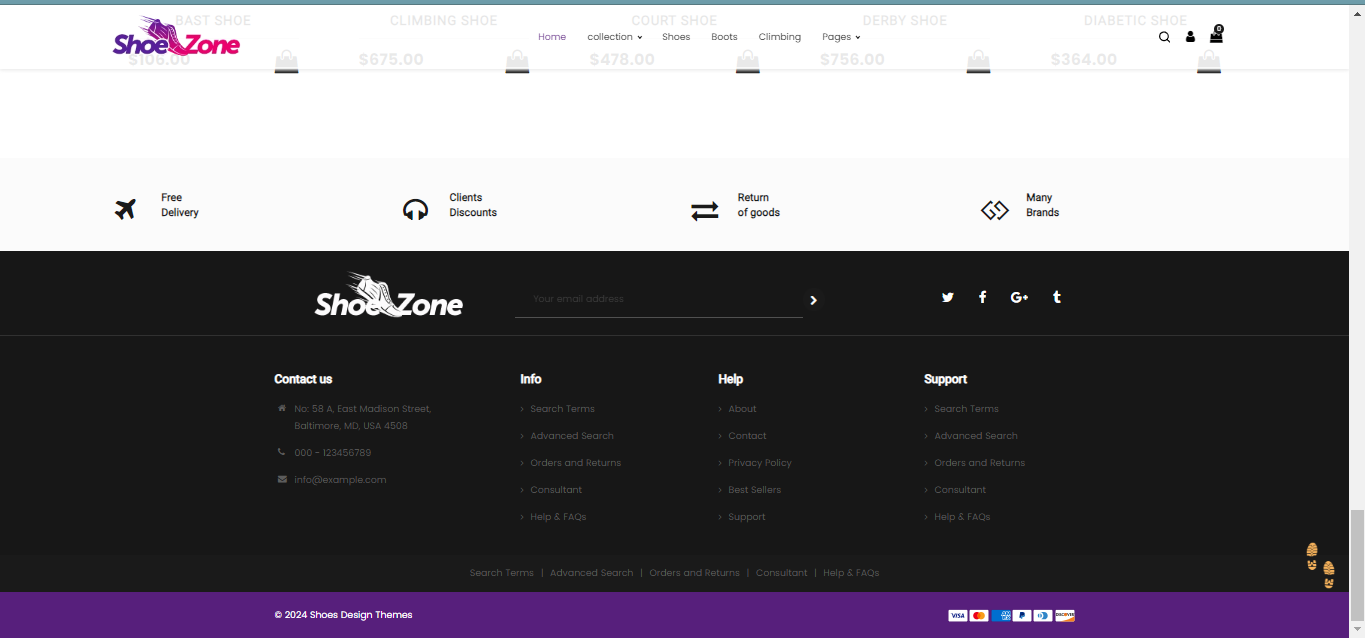 BAST SHOE CLIMBING SHOE COURT SHOE DERBY SHOE DIABETIC SHOE
Shoe Zone
Home collection Shoes Boots Climbing Pages
0
$106.00 $675.00 $478.00 $756.00 $364.00
Free
Delivery
Clients
Discounts
Return
of goods
Many
Brands
Shoe Zone
Your email address
G+
Contact us
No: 58 A, East Madison Street,
Baltimore, MD, USA 4508
000 - 123456789
info@example.com
Info
Search Terms
Advanced Search
Orders and Returns
Consultant
Help & FAQs
Help
About
Contact
Privacy Policy
Best Sellers
Support
Support
Search Terms
Advanced Search
Orders and Returns
Consultant
Help & FAQs
Search Terms | Advanced Search | Orders and Returns | Consultant | Help & FAQs
© 2024 Shoes Design Themes
VISA
DISCOVER